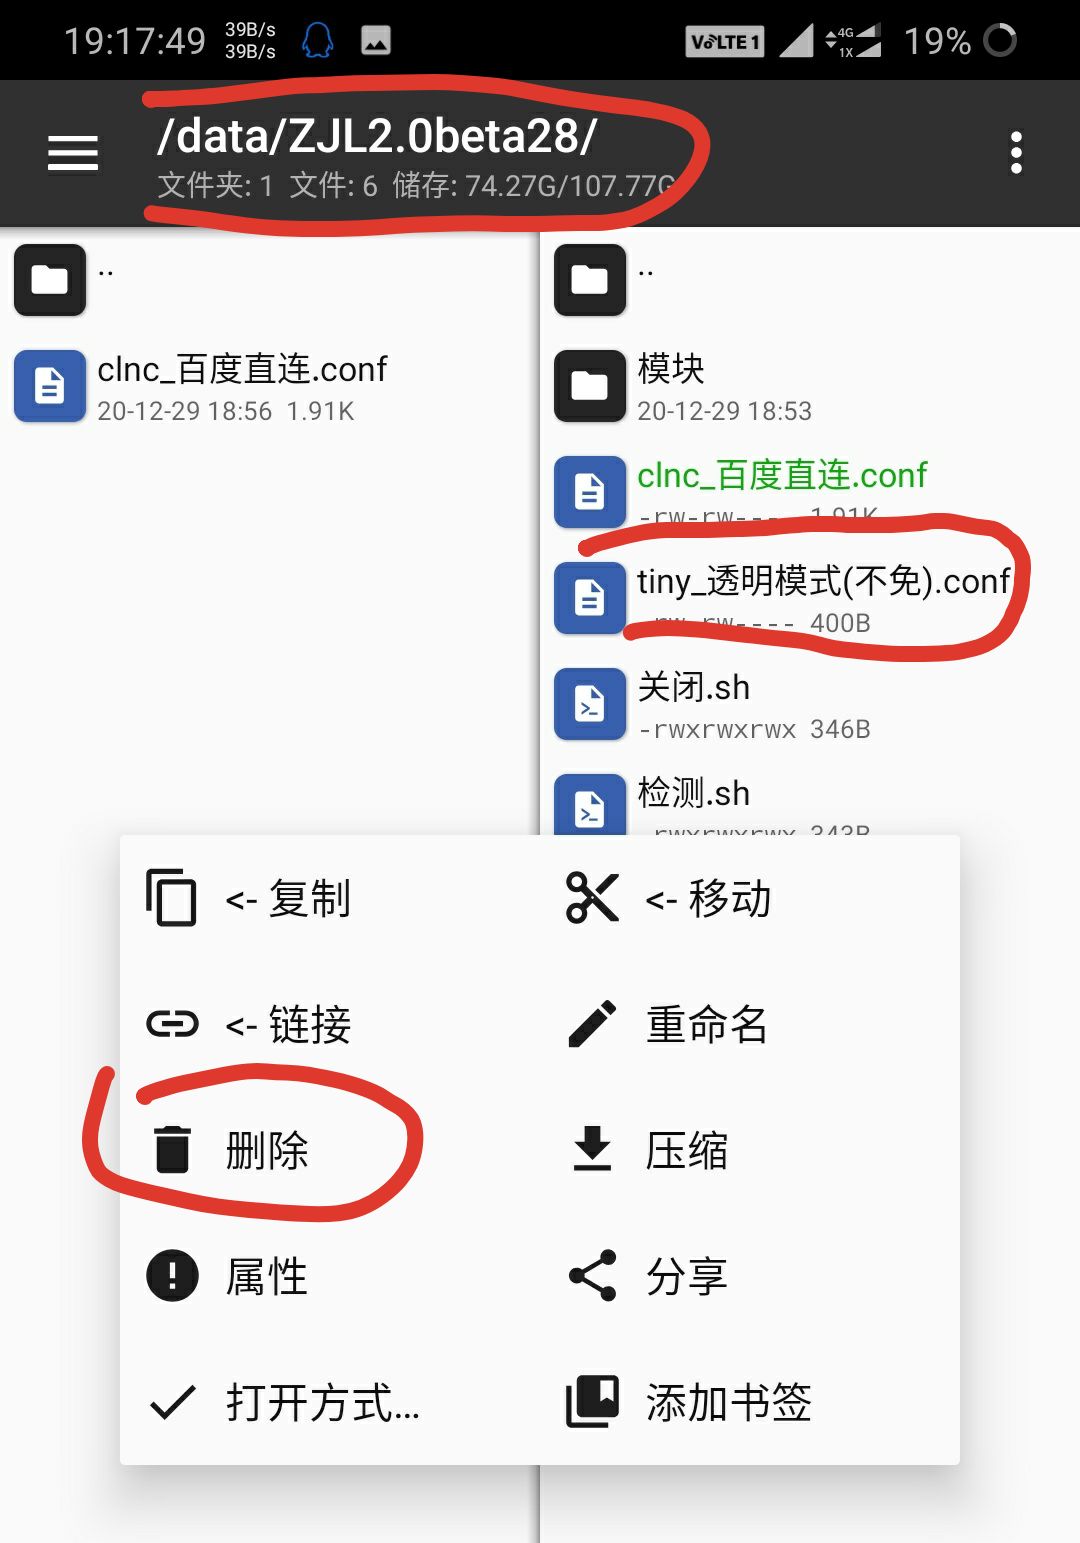 19:17:49 39B/s 39B/s VoLTE 1 4G 1X 19%
/data/ZJL2.0beta28/
文件夹: 1 文件: 6 储存: 74.27G/107.77G
..
clnc_百度直连.conf
20-12-29 18:56 1.91K
..
模块
20-12-29 18:53
clnc_百度直连.conf
-rw-rw---- 1.91K
tiny_透明模式(不免).conf
-rw-rw---- 400B
关闭.sh
-rwxrwxrwx 346B
检测.sh
-rwxrwxrwx 343B
<- 复制
<- 移动
<- 链接
重命名
删除
压缩
属性
分享
打开方式...
添加书签